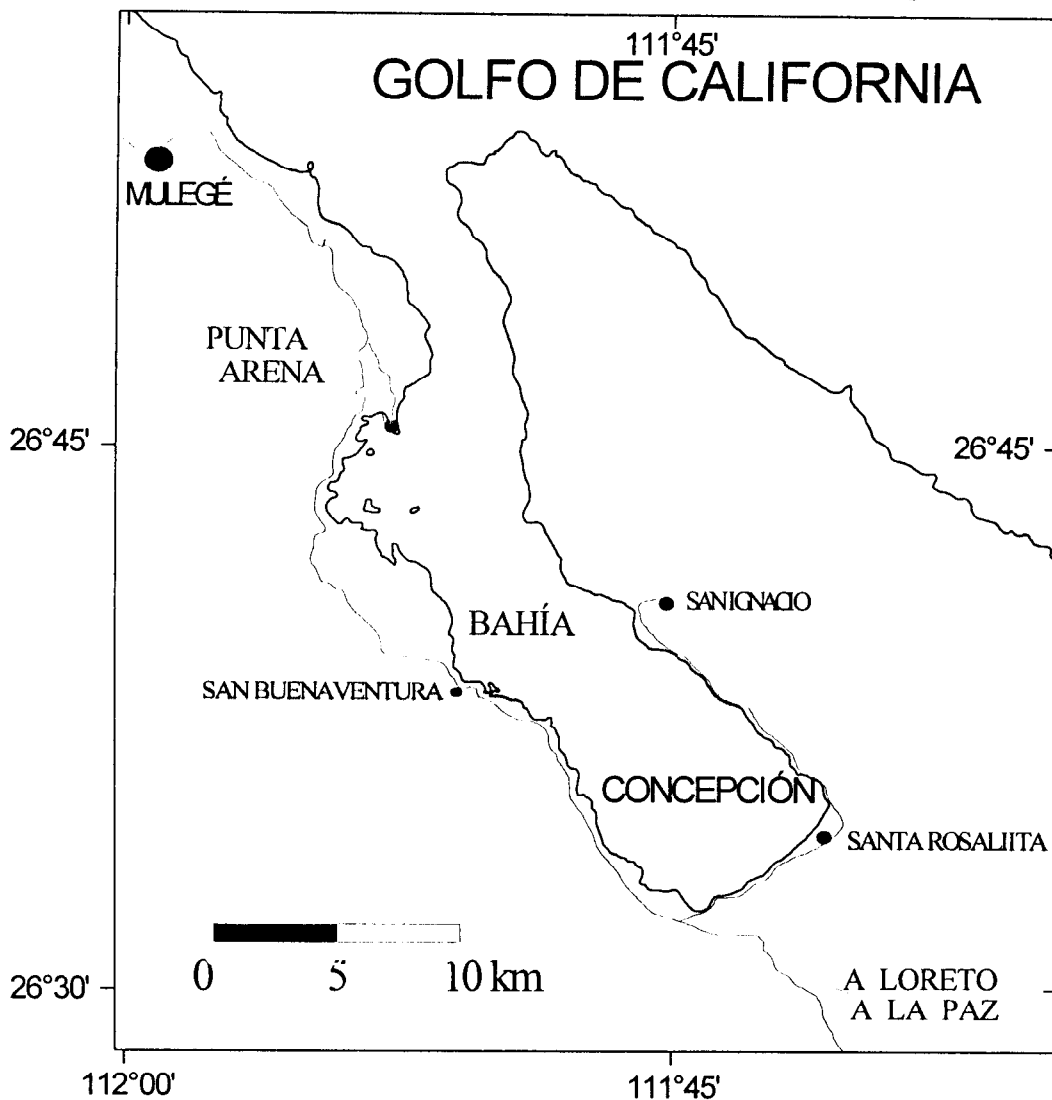 111°45'
GOLFO DE CALIFORNIA
MULEGÉ
PUNTA
ARENA
26°45'
26°45'
SAN IGNACIO
BAHÍA
SAN BUENAVENTURA
CONCEPCIÓN
SANTA ROSALIITA
0 5 10 km
26°30'
A LORETO
A LA PAZ
112°00'
111°45'